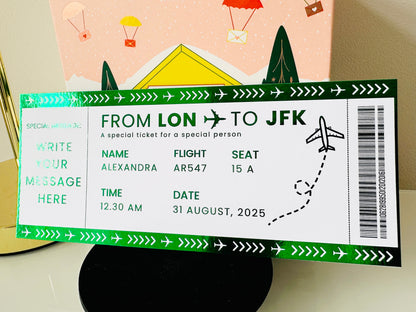 FROM LON TO JFK
A special ticket for a special person
SPECIAL
WRITE
YOUR
MESSAGE
HERE
NAME FLIGHT SEAT
ALEXANDRA AR547 15 A
TIME DATE
12.30 AM 31 AUGUST, 2025